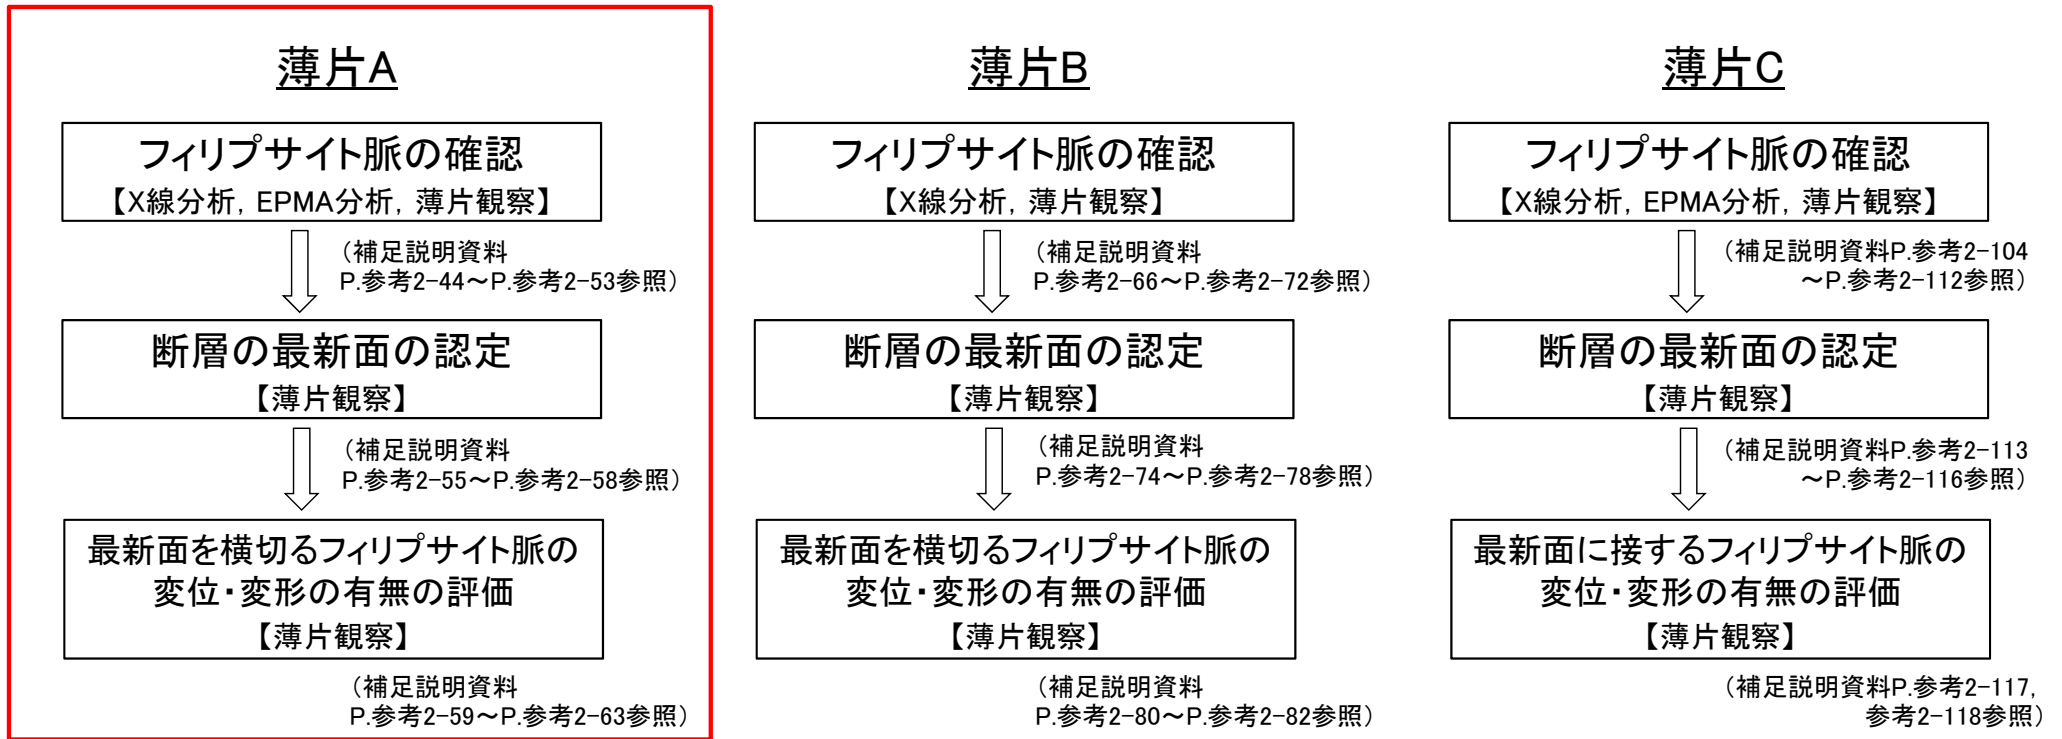 薄片A
フィリプサイト脈の確認
【X線分析, EPMA分析, 薄片観察】
（補足説明資料
P.参考2-44～P.参考2-53参照）
断層の最新面の認定
【薄片観察】
（補足説明資料
P.参考2-55～P.参考2-58参照）
最新面を横切るフィリプサイト脈の
変位・変形の有無の評価
【薄片観察】
（補足説明資料
P.参考2-59～P.参考2-63参照）
薄片B
フィリプサイト脈の確認
【X線分析, 薄片観察】
（補足説明資料
P.参考2-66～P.参考2-72参照）
断層の最新面の認定
【薄片観察】
（補足説明資料
P.参考2-74～P.参考2-78参照）
最新面を横切るフィリプサイト脈の
変位・変形の有無の評価
【薄片観察】
（補足説明資料
P.参考2-80～P.参考2-82参照）
薄片C
フィリプサイト脈の確認
【X線分析, EPMA分析, 薄片観察】
（補足説明資料P.参考2-104
～P.参考2-112参照）
断層の最新面の認定
【薄片観察】
（補足説明資料P.参考2-113
～P.参考2-116参照）
最新面に接するフィリプサイト脈の
変位・変形の有無の評価
【薄片観察】
（補足説明資料P.参考2-117,
参考2-118参照）